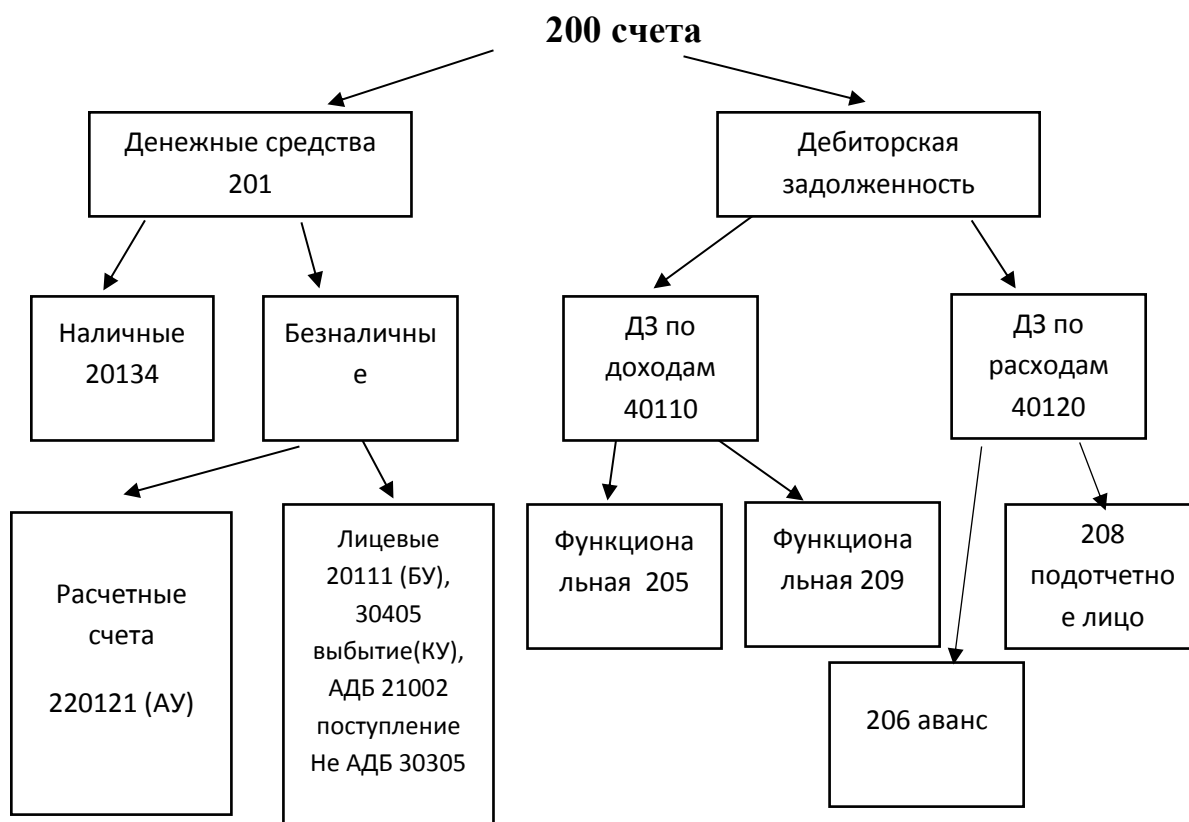 200 счета
Денежные средства
201
Дебиторская
задолженность
Наличные
20134
Безналичны
е
ДЗ по
доходам
40110
ДЗ по
расходам
40120
Расчетные
счета
220121 (АУ)
Лицевые
20111 (БУ),
30405
выбытие(КУ),
АДБ 21002
поступление
Не АДБ 30305
Функциона
льная 205
Функциона
льная 209
208
подотчетно
е лицо
206 аванс